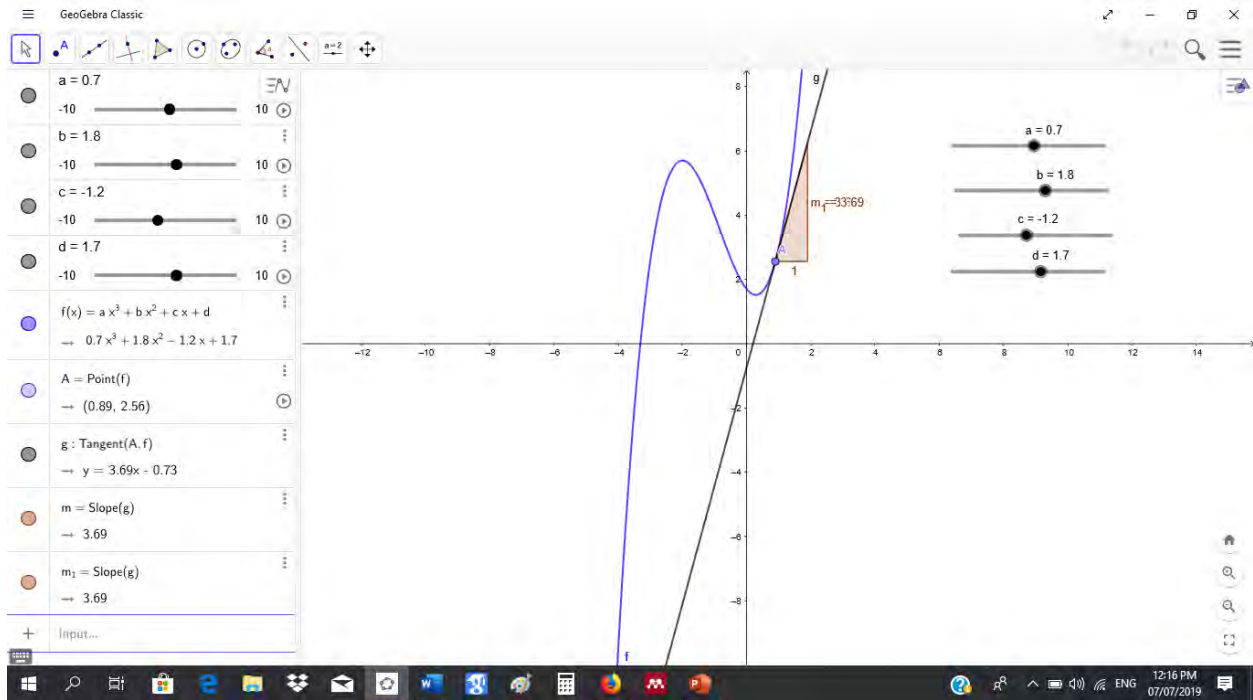 GeoGebra Classic
a = 0.7
-10 10
b = 1.8
-10 10
c = -1.2
-10 10
d = 1.7
-10 10
f(x) = a x³ + b x² + c x + d
→ 0.7 x³ + 1.8 x² − 1.2 x + 1.7
A = Point(f)
→ (0.89, 2.56)
g : Tangent(A, f)
→ y = 3.69x - 0.73
m = Slope(g)
→ 3.69
m₁ = Slope(g)
→ 3.69
+ Input...
a=2
g
8
6
4
2
A
1
−12 −10 −8 −6 −4 −2 0 2 4 6 8 10 12 14
−2
−4
−6
−8
f
a = 0.7
b = 1.8
c = -1.2
d = 1.7
ENG
12:16 PM
07/07/2019